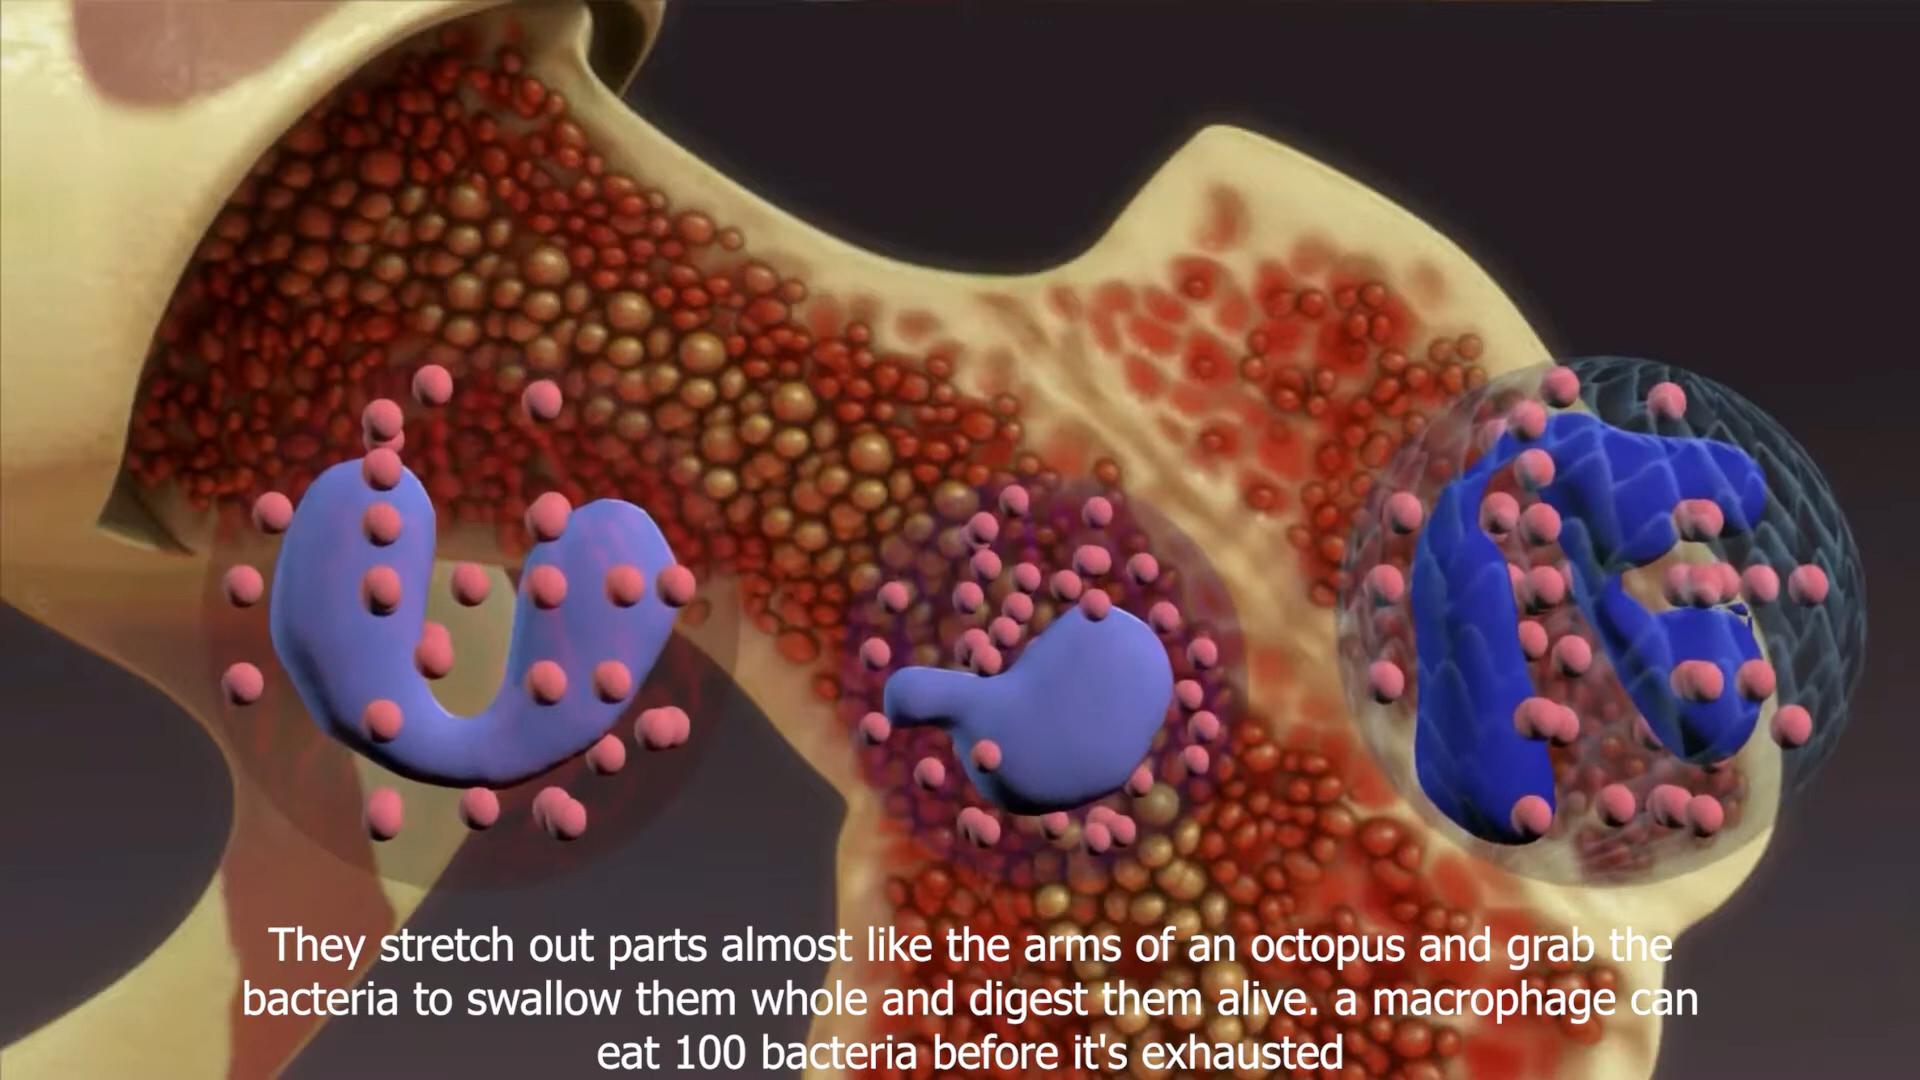 They stretch out parts almost like the arms of an octopus and grab the
bacteria to swallow them whole and digest them alive. a macrophage can
eat 100 bacteria before it's exhausted